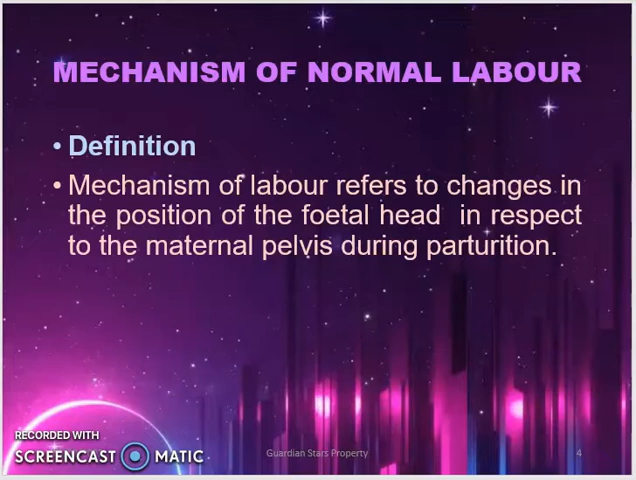 MECHANISM OF NORMAL LABOUR
• Definition
• Mechanism of labour refers to changes in
the position of the foetal head in respect
to the maternal pelvis during parturition.
RECORDED WITH
SCREENCAST MATIC
Guardian Stars Property
4